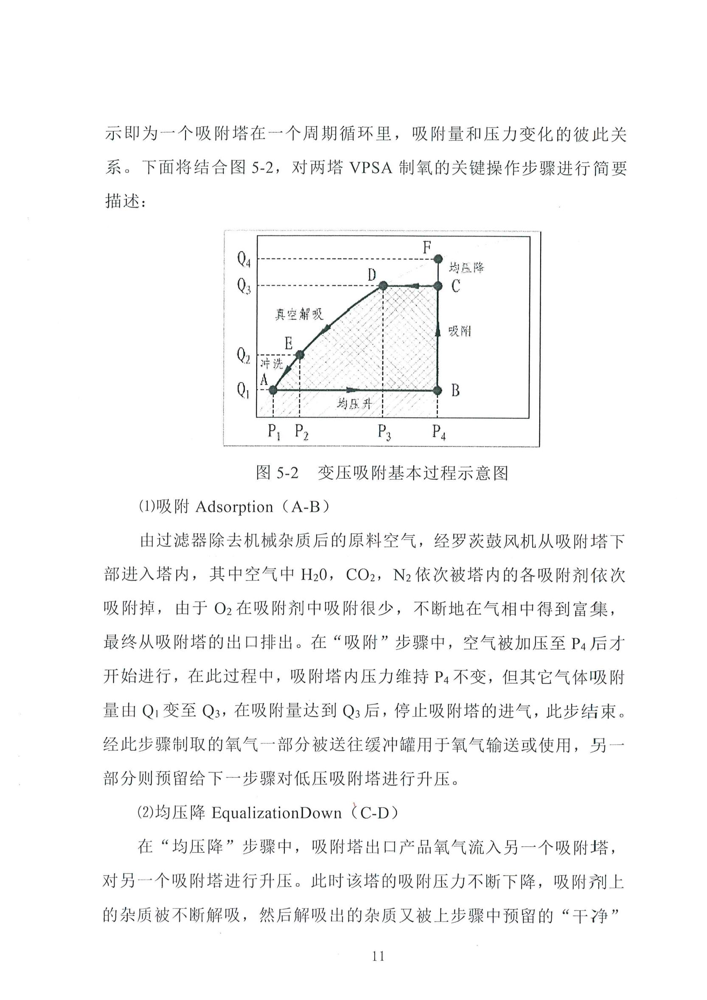 示即为一个吸附塔在一个周期循环里，吸附量和压力变化的彼此关
系。下面将结合图 5-2，对两塔 VPSA 制氧的关键操作步骤进行简要
描述：
F
Q4
均压降
D
Q3
C
真空解吸
吸附
E
Q2
冲洗
A
Q1
B
均压升
P1 P2 P3 P4
图 5-2 变压吸附基本过程示意图
⑴吸附 Adsorption（A-B）
由过滤器除去机械杂质后的原料空气，经罗茨鼓风机从吸附塔下
部进入塔内，其中空气中 H20，CO2，N2 依次被塔内的各吸附剂依次
吸附掉，由于 O2 在吸附剂中吸附很少，不断地在气相中得到富集，
最终从吸附塔的出口排出。在“吸附”步骤中，空气被加压至 P4 后才
开始进行，在此过程中，吸附塔内压力维持 P4 不变，但其它气体吸附
量由 Q1 变至 Q3，在吸附量达到 Q3 后，停止吸附塔的进气，此步结束。
经此步骤制取的氧气一部分被送往缓冲罐用于氧气输送或使用，另一
部分则预留给下一步骤对低压吸附塔进行升压。
⑵均压降 EqualizationDown（C-D）
在“均压降”步骤中，吸附塔出口产品氧气流入另一个吸附塔，
对另一个吸附塔进行升压。此时该塔的吸附压力不断下降，吸附剂上
的杂质被不断解吸，然后解吸出的杂质又被上步骤中预留的“干净”
11